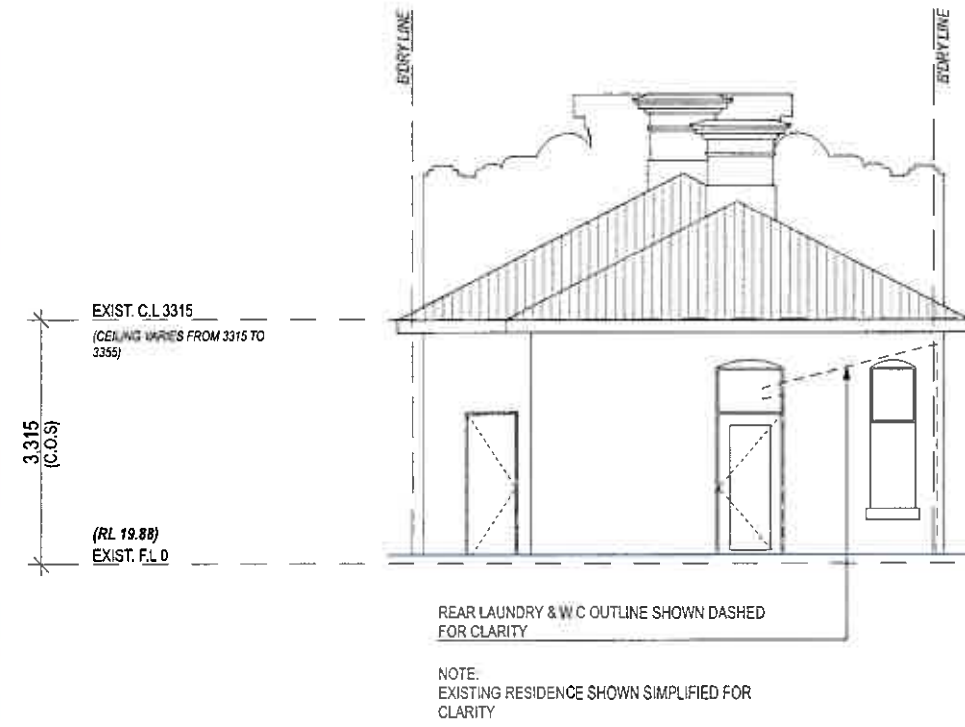 B'DRY LINE
B'DRY LINE
EXIST. C.L 3315
(CEILING VARIES FROM 3315 TO
3355)
3,315
(C.O.S)
(RL 19.88)
EXIST. F.L 0
REAR LAUNDRY & W.C OUTLINE SHOWN DASHED
FOR CLARITY
NOTE:
EXISTING RESIDENCE SHOWN SIMPLIFIED FOR
CLARITY